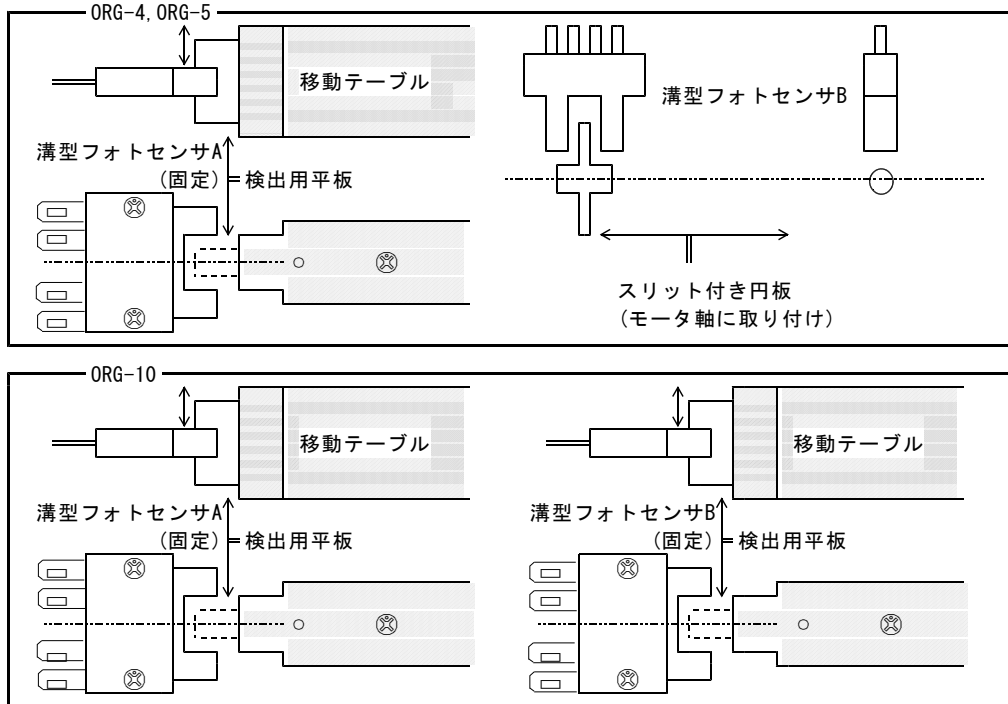 ORG-4, ORG-5
移動テーブル
溝型フォトセンサB
溝型フォトセンサA
(固定)
検出用平板
スリット付き円板
(モータ軸に取り付け)
ORG-10
移動テーブル
移動テーブル
溝型フォトセンサA
(固定)
検出用平板
溝型フォトセンサB
(固定)
検出用平板